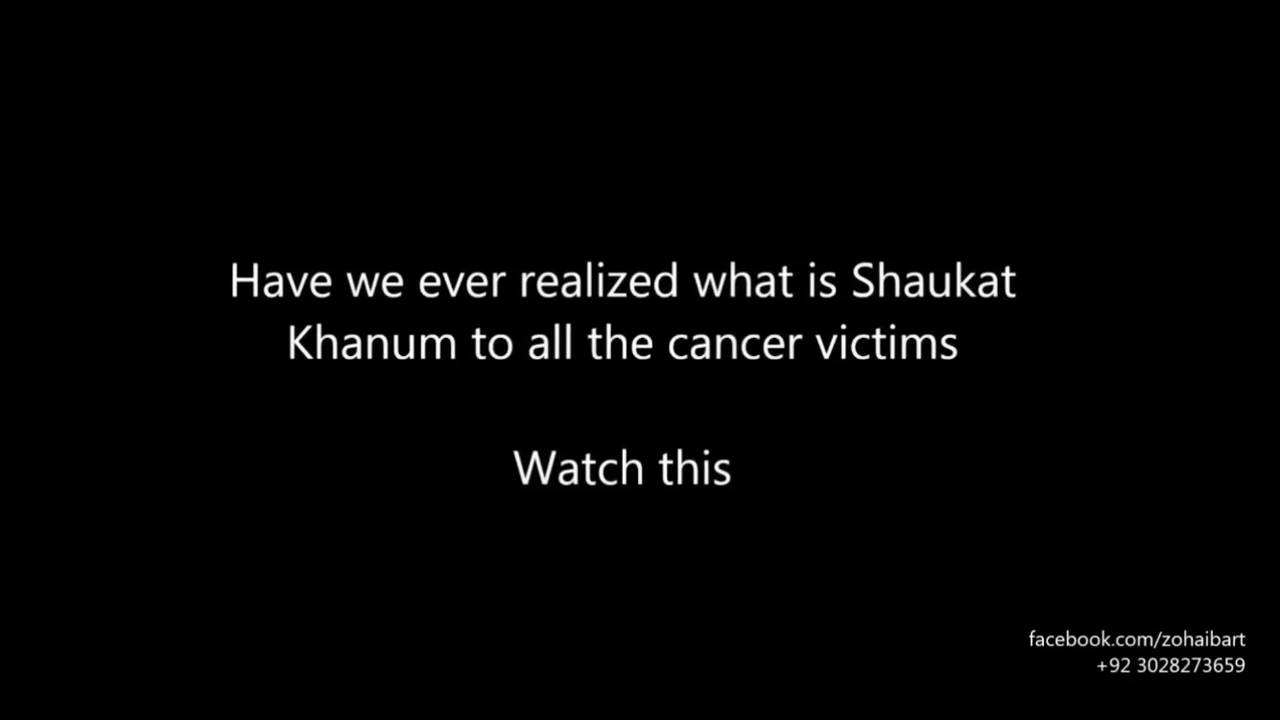 Have we ever realized what is Shaukat
Khanum to all the cancer victims
Watch this
facebook.com/zohaibart
+92 3028273659